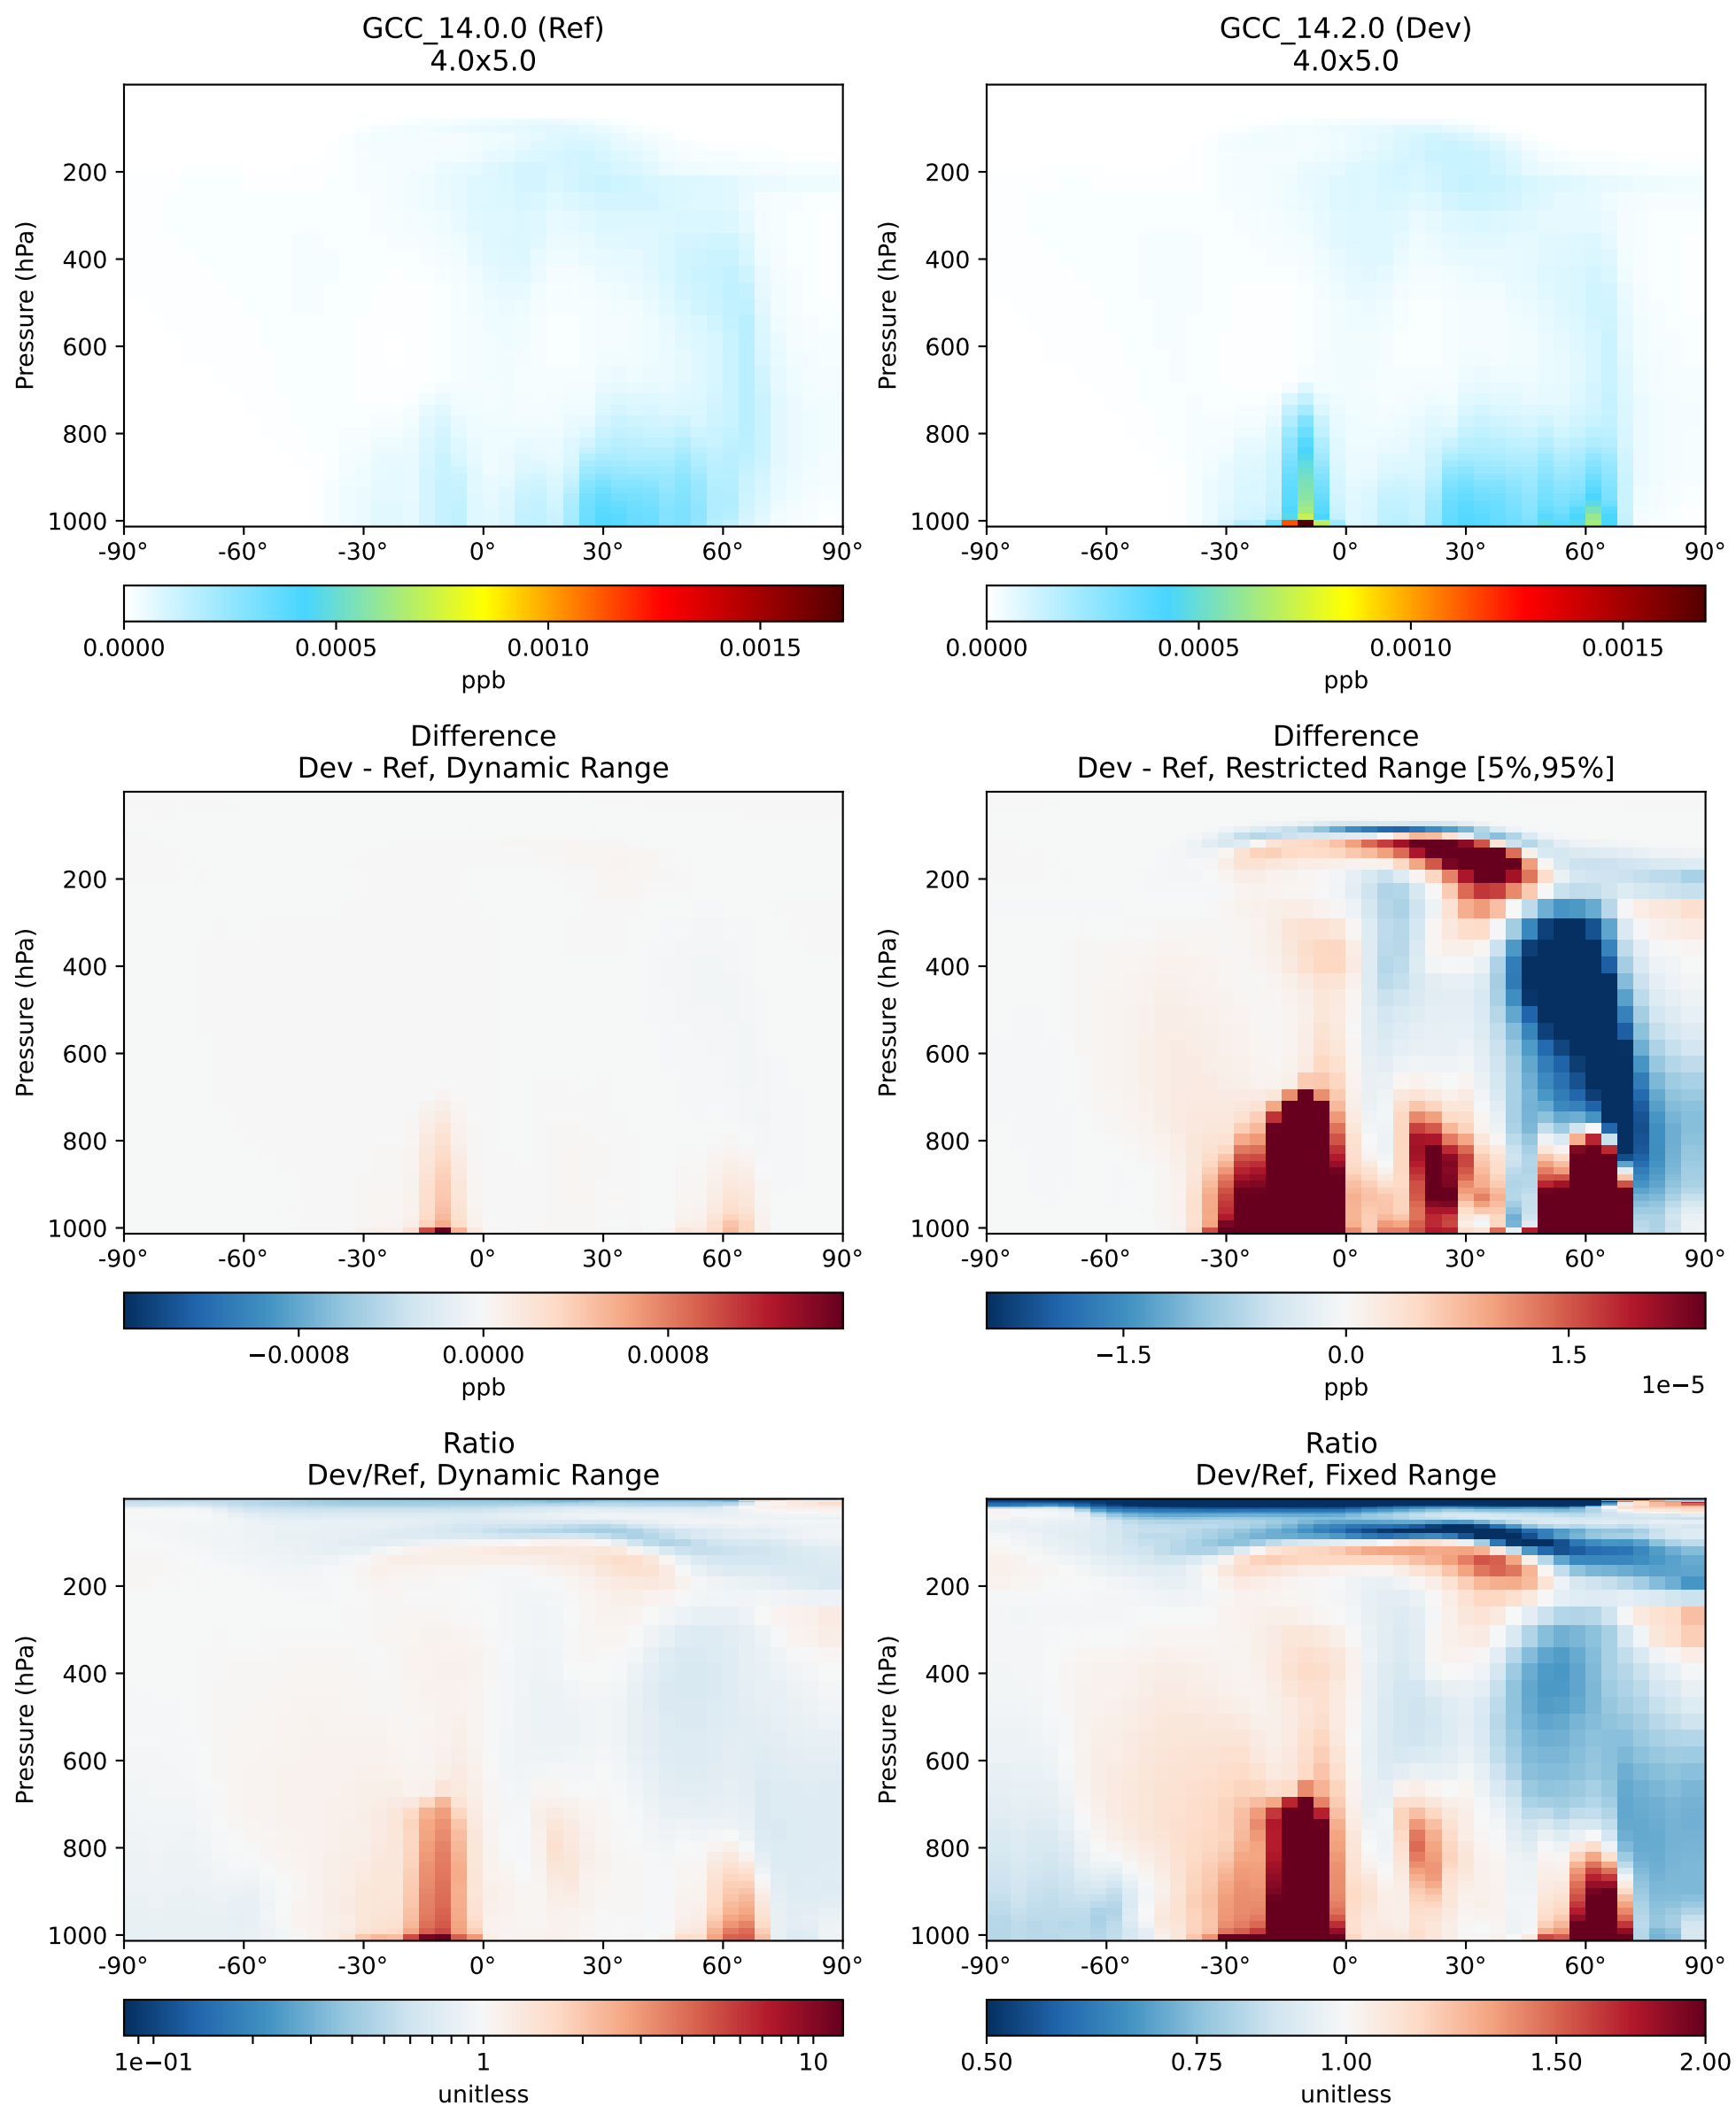 GCC_14.0.0 (Ref)
4.0x5.0
GCC_14.2.0 (Dev)
4.0x5.0
Pressure (hPa)
200
400
600
800
1000
-90° -60° -30° 0° 30° 60° 90°
0.0000 0.0005 0.0010 0.0015
ppb
Pressure (hPa)
200
400
600
800
1000
-90° -60° -30° 0° 30° 60° 90°
0.0000 0.0005 0.0010 0.0015
ppb
Difference
Dev - Ref, Dynamic Range
Difference
Dev - Ref, Restricted Range [5%,95%]
Pressure (hPa)
200
400
600
800
1000
-90° -60° -30° 0° 30° 60° 90°
−0.0008 0.0000 0.0008
ppb
Pressure (hPa)
200
400
600
800
1000
-90° -60° -30° 0° 30° 60° 90°
−1.5 0.0 1.5
ppb
1e−5
Ratio
Dev/Ref, Dynamic Range
Ratio
Dev/Ref, Fixed Range
Pressure (hPa)
200
400
600
800
1000
-90° -60° -30° 0° 30° 60° 90°
1e−01 1 10
unitless
Pressure (hPa)
200
400
600
800
1000
-90° -60° -30° 0° 30° 60° 90°
0.50 0.75 1.00 1.50 2.00
unitless